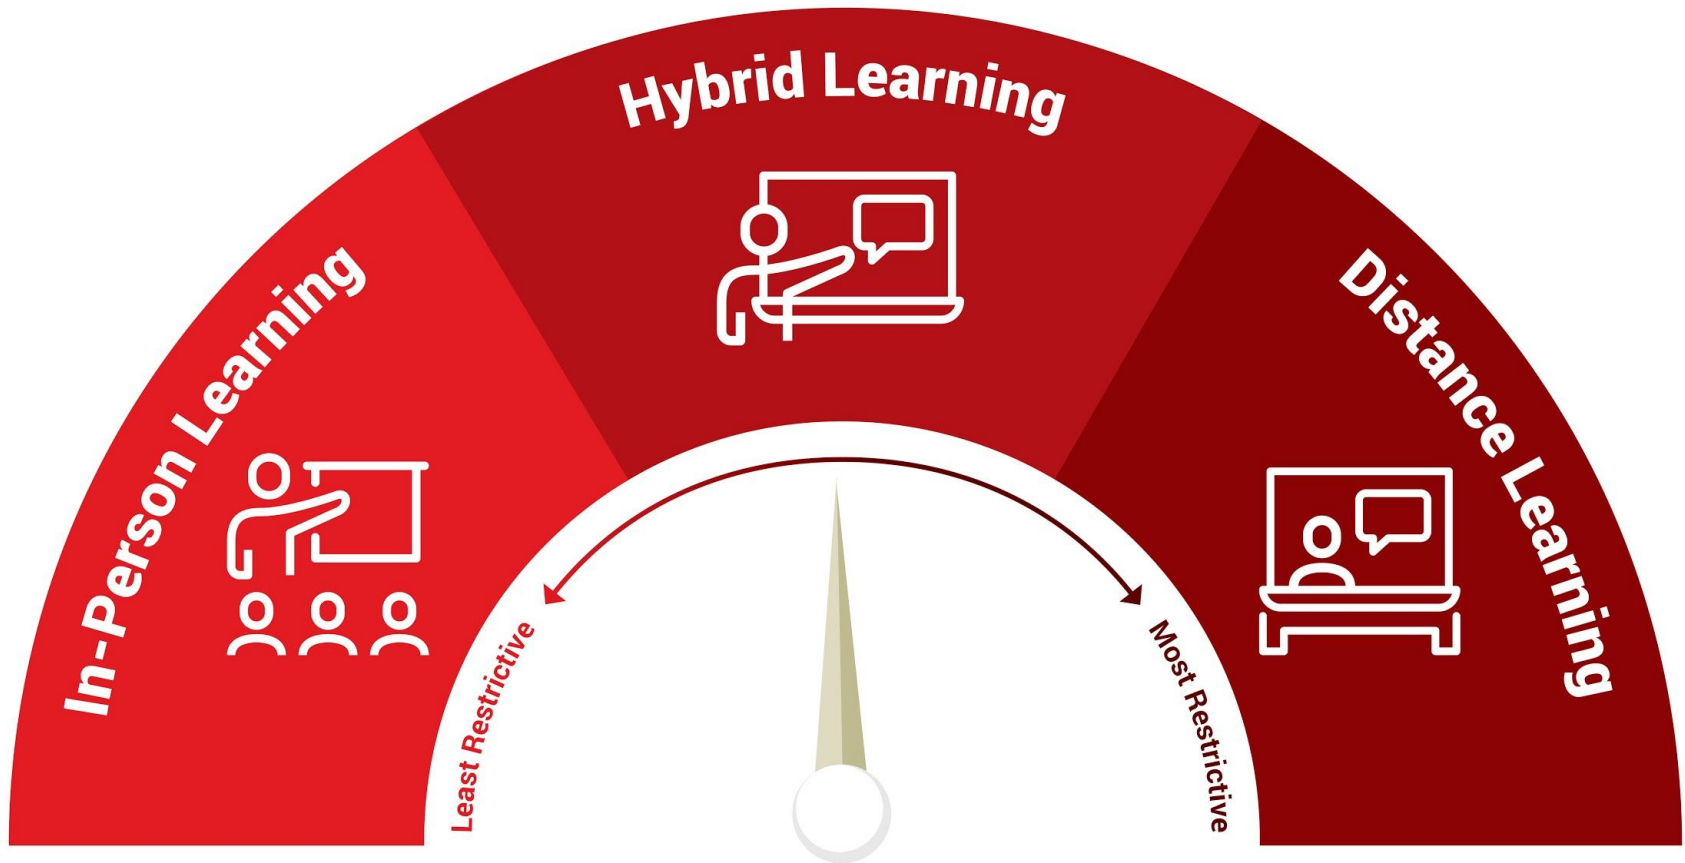 Hybrid Learning
In-Person Learning
Distance Learning
Least Restrictive
Most Restrictive